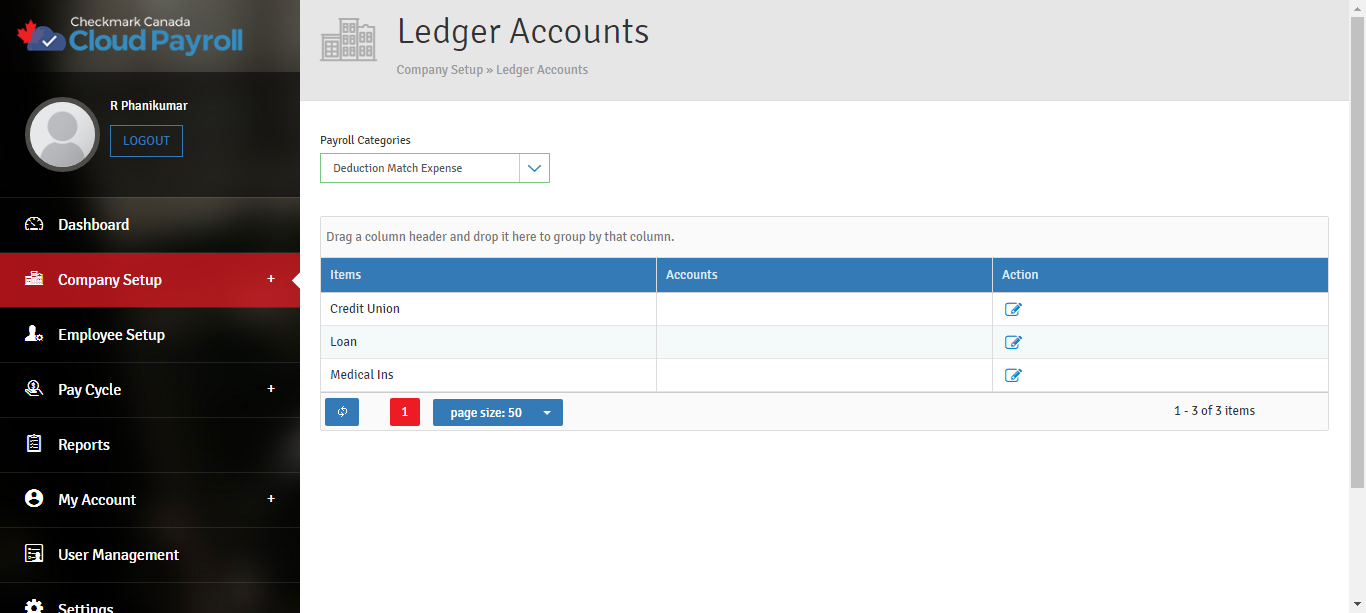 Checkmark Canada
Cloud Payroll
R Phanikumar
LOGOUT
Dashboard
Company Setup +
Employee Setup
Pay Cycle +
Reports
My Account +
User Management
Settings
Ledger Accounts
Company Setup » Ledger Accounts
Payroll Categories
Deduction Match Expense
Drag a column header and drop it here to group by that column.
Items Accounts Action
Credit Union
Loan
Medical Ins
1 page size: 50 1 - 3 of 3 items